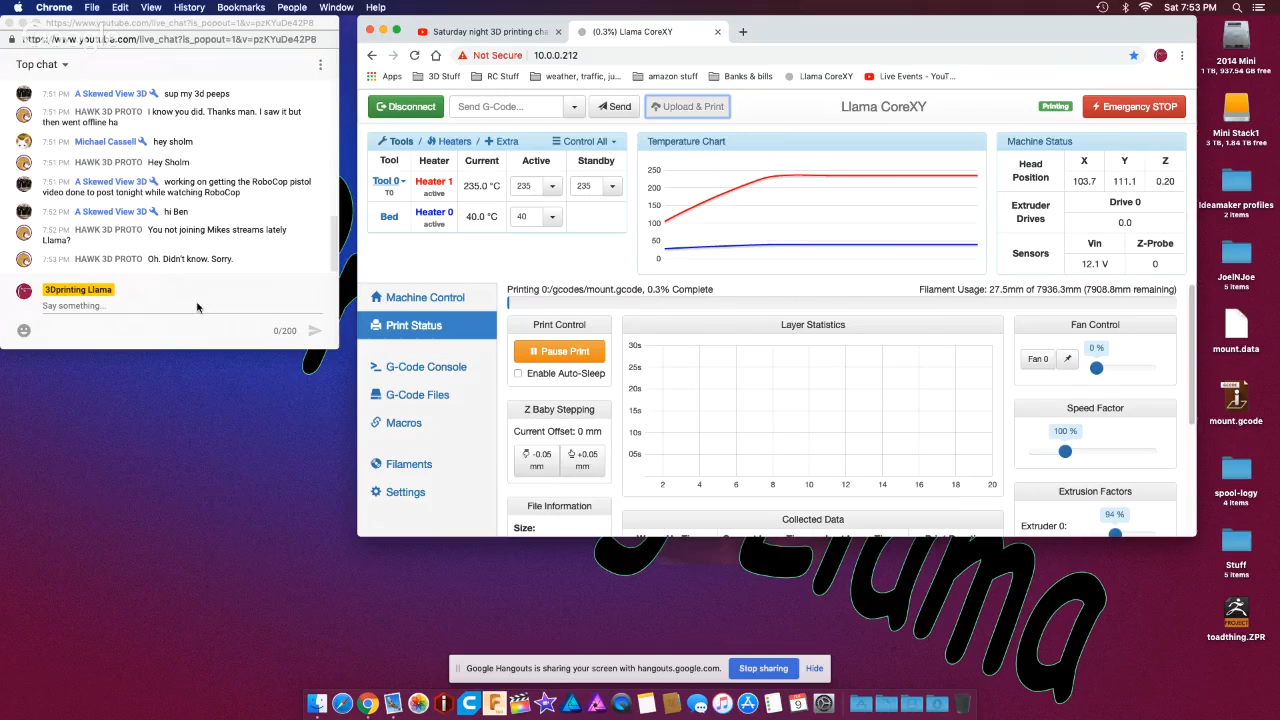 Chrome File Edit View History Bookmarks People Window Help
Sat 7:53 PM
https://www.youtube.com/live_chat?is_popout=1&v=pzKYuDe42P8
https://www.youtube.com/live_chat?is_popout=1&v=pzKYuDe42P8
Top chat
7:51 PM A Skewed View 3D sup my 3d peeps
7:51 PM HAWK 3D PROTO I know you did. Thanks man. I saw it but
then went offline ha
7:51 PM Michael Cassell hey sholm
7:51 PM HAWK 3D PROTO Hey Sholm
7:51 PM A Skewed View 3D working on getting the RoboCop pistol
video done to post tonight while watching RoboCop
7:52 PM A Skewed View 3D hi Ben
7:52 PM HAWK 3D PROTO You not joining Mikes streams lately
Llama?
7:53 PM HAWK 3D PROTO Oh. Didn't know. Sorry.
3Dprinting Llama
Say something...
0/200
Saturday night 3D printing cha
(0.3%) Llama CoreXY
Not Secure 10.0.0.212
Apps 3D Stuff RC Stuff weather, traffic, ju... amazon stuff Banks & bills Llama CoreXY Live Events - YouT...
Disconnect Send G-Code... Send Upload & Print Llama CoreXY Printing Emergency STOP
Tools / Heaters / Extra Control All
Tool Heater Current Active Standby
Tool 0 T0 Heater 1 active 235.0 °C 235 235
Bed Heater 0 active 40.0 °C 40
Temperature Chart
250
200
150
100
50
0
Machine Status
Head Position X Y Z
103.7 111.1 0.20
Extruder Drives Drive 0
0.0
Sensors Vin Z-Probe
12.1 V 0
Machine Control
Print Status
G-Code Console
G-Code Files
Macros
Filaments
Settings
Printing 0:/gcodes/mount.gcode, 0.3% Complete
Filament Usage: 27.5mm of 7936.3mm (7908.8mm remaining)
Print Control
Pause Print
Enable Auto-Sleep
Z Baby Stepping
Current Offset: 0 mm
-0.05 mm +0.05 mm
File Information
Size:
Layer Statistics
30s
25s
20s
15s
10s
05s
2 4 6 8 10 12 14 16 18 20
Collected Data
Fan Control
0 %
Fan 0
Speed Factor
100 %
Extrusion Factors
94 %
Extruder 0:
2014 Mini
1 TB, 937.54 GB free
Mini Stack1
3 TB, 1.84 TB free
Ideamaker profiles
2 items
JoelNJoe
5 items
mount.data
mount.gcode
spool-logy
4 items
Stuff
5 items
toadthing.ZPR
Llama
Google Hangouts is sharing your screen with hangouts.google.com. Stop sharing Hide